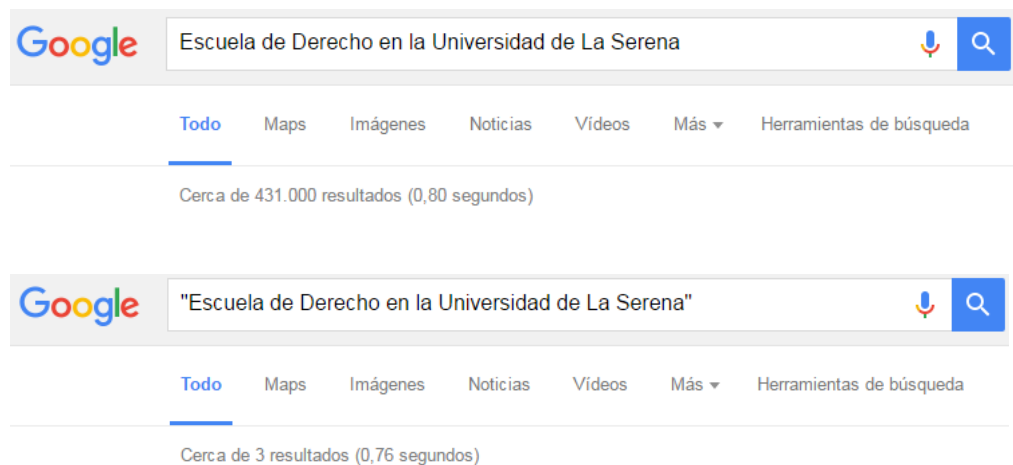 Google Escuela de Derecho en la Universidad de La Serena
Todo Maps Imágenes Noticias Vídeos Más Herramientas de búsqueda
Cerca de 431.000 resultados (0,80 segundos)
Google "Escuela de Derecho en la Universidad de La Serena"
Todo Maps Imágenes Noticias Vídeos Más Herramientas de búsqueda
Cerca de 3 resultados (0,76 segundos)